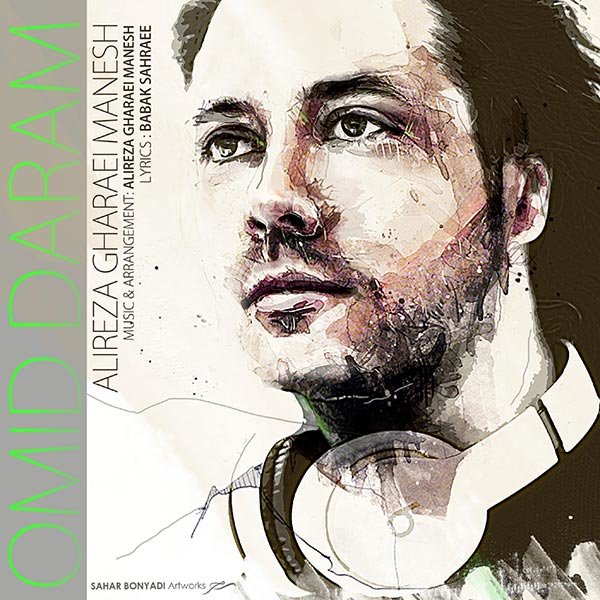 OMID DARAM
ALIREZA GHARAEI MANESH
MUSIC & ARRANGEMENT: ALIREZA GHARAEI MANESH
LYRICS : BABAK SAHRAEE
SAHAR BONYADI Artworks